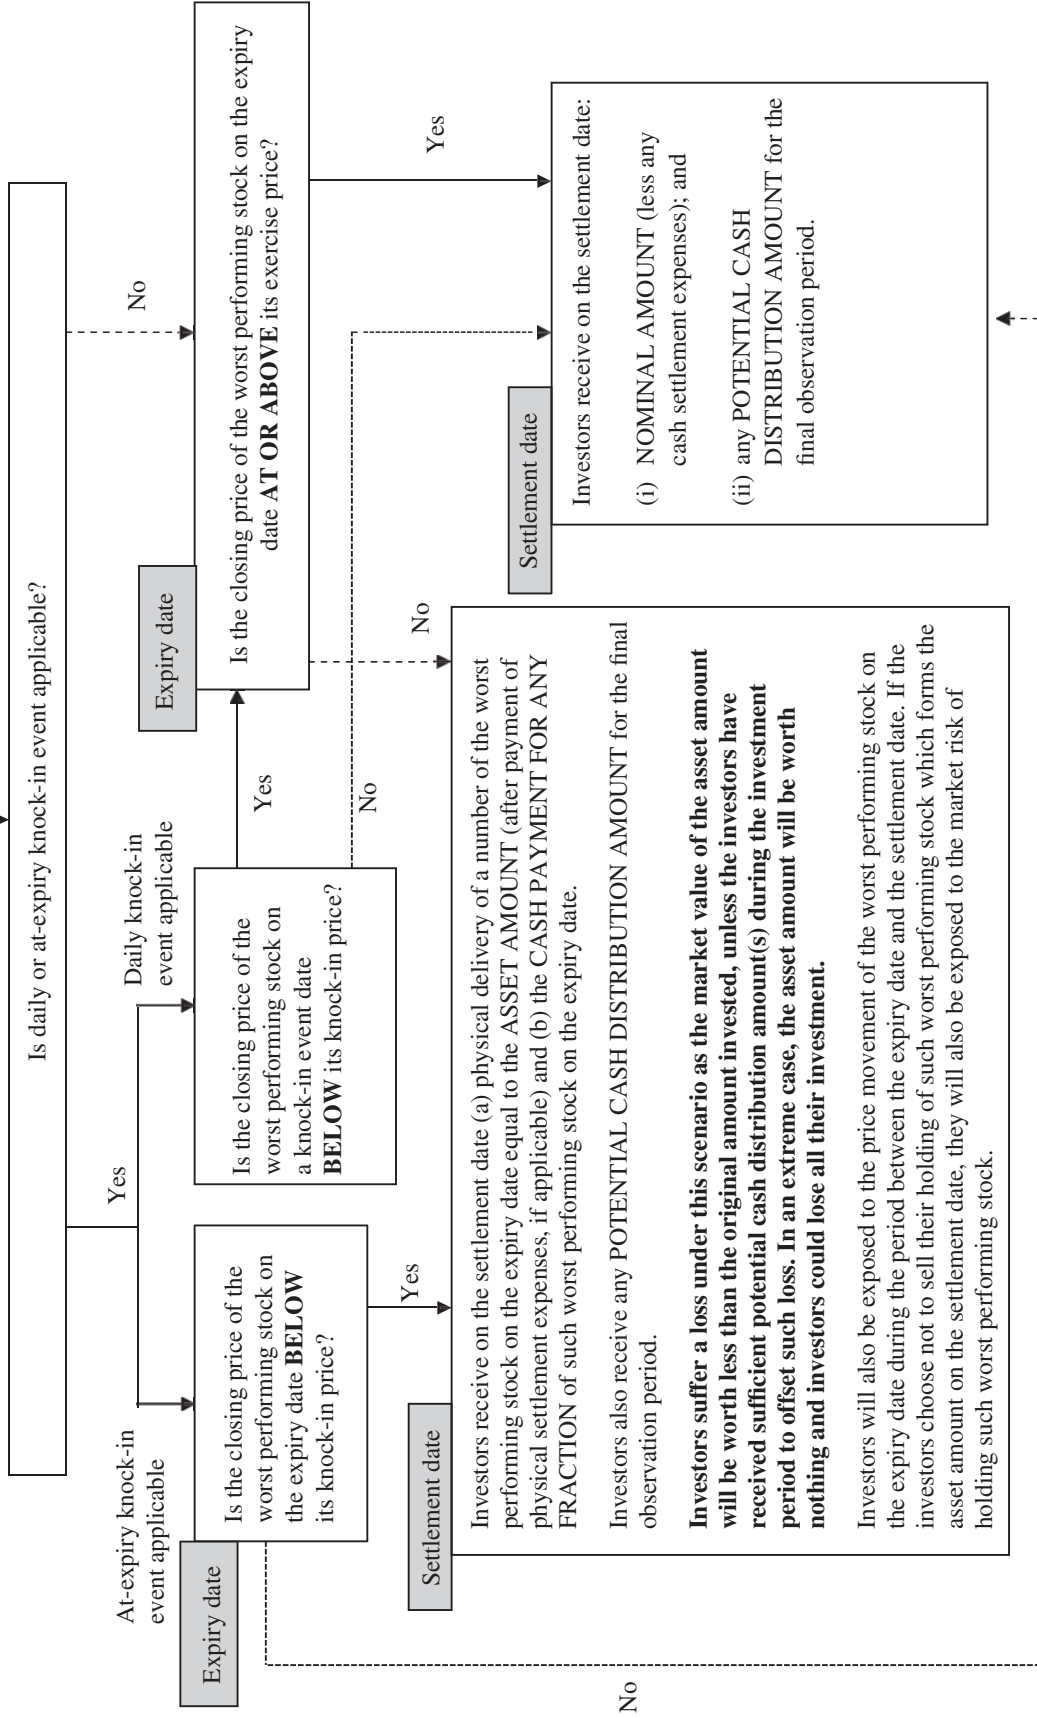 Is daily or at-expiry knock-in event applicable?
Yes
No
At-expiry knock-in
event applicable
Daily knock-in
event applicable
Expiry date
Is the closing price of the
worst performing stock on
the expiry date BELOW
its knock-in price?
Is the closing price of the
worst performing stock on
a knock-in event date
BELOW its knock-in price?
Yes
No
Expiry date
Is the closing price of the worst performing stock on the expiry
date AT OR ABOVE its exercise price?
Yes
No
Yes
No
Settlement date
Investors receive on the settlement date (a) physical delivery of a number of the worst
performing stock on the expiry date equal to the ASSET AMOUNT (after payment of
physical settlement expenses, if applicable) and (b) the CASH PAYMENT FOR ANY
FRACTION of such worst performing stock on the expiry date.
Investors also receive any POTENTIAL CASH DISTRIBUTION AMOUNT for the final
observation period.
Investors suffer a loss under this scenario as the market value of the asset amount
will be worth less than the original amount invested, unless the investors have
received sufficient potential cash distribution amount(s) during the investment
period to offset such loss. In an extreme case, the asset amount will be worth
nothing and investors could lose all their investment.
Investors will also be exposed to the price movement of the worst performing stock on
the expiry date during the period between the expiry date and the settlement date. If the
investors choose not to sell their holding of such worst performing stock which forms the
asset amount on the settlement date, they will also be exposed to the market risk of
holding such worst performing stock.
Settlement date
Investors receive on the settlement date:
(i) NOMINAL AMOUNT (less any
cash settlement expenses); and
(ii) any POTENTIAL CASH
DISTRIBUTION AMOUNT for the
final observation period.